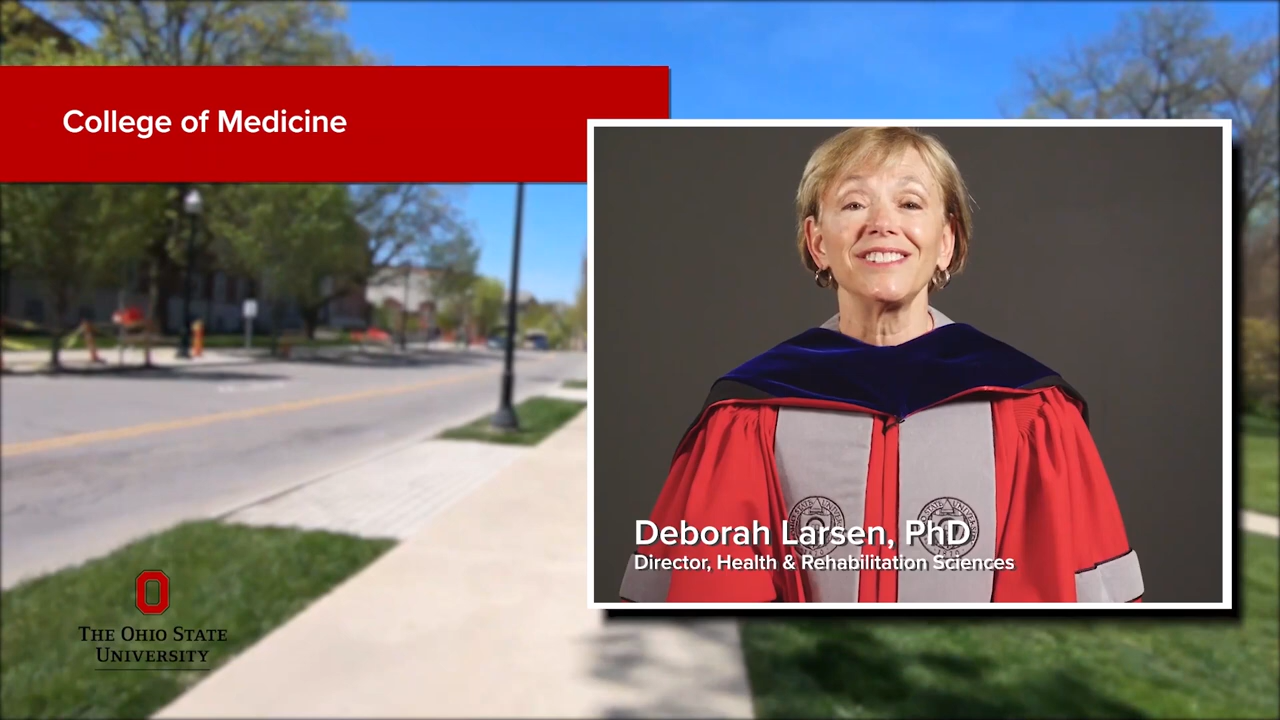 College of Medicine
Deborah Larsen, PhD
Director, Health & Rehabilitation Sciences
THE OHIO STATE
UNIVERSITY